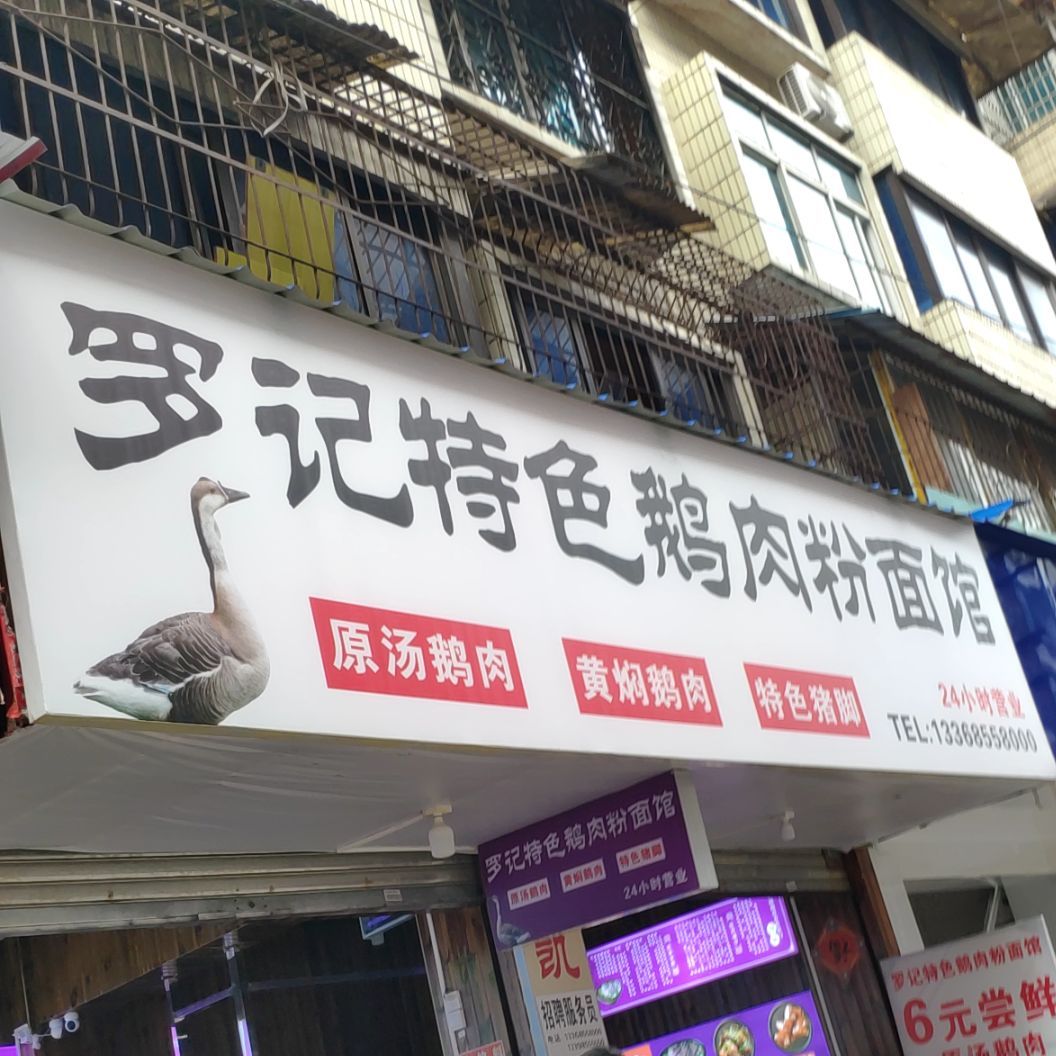 罗记特色鹅肉粉面馆
原汤鹅肉
黄焖鹅肉
特色猪脚
24小时营业
TEL:13368558000
罗记特色鹅肉粉面馆
原汤鹅肉
黄焖鹅肉
特色猪脚
24小时营业
凯
招聘服务员
罗记特色鹅肉粉面馆
6元尝鲜
汤鹅肉